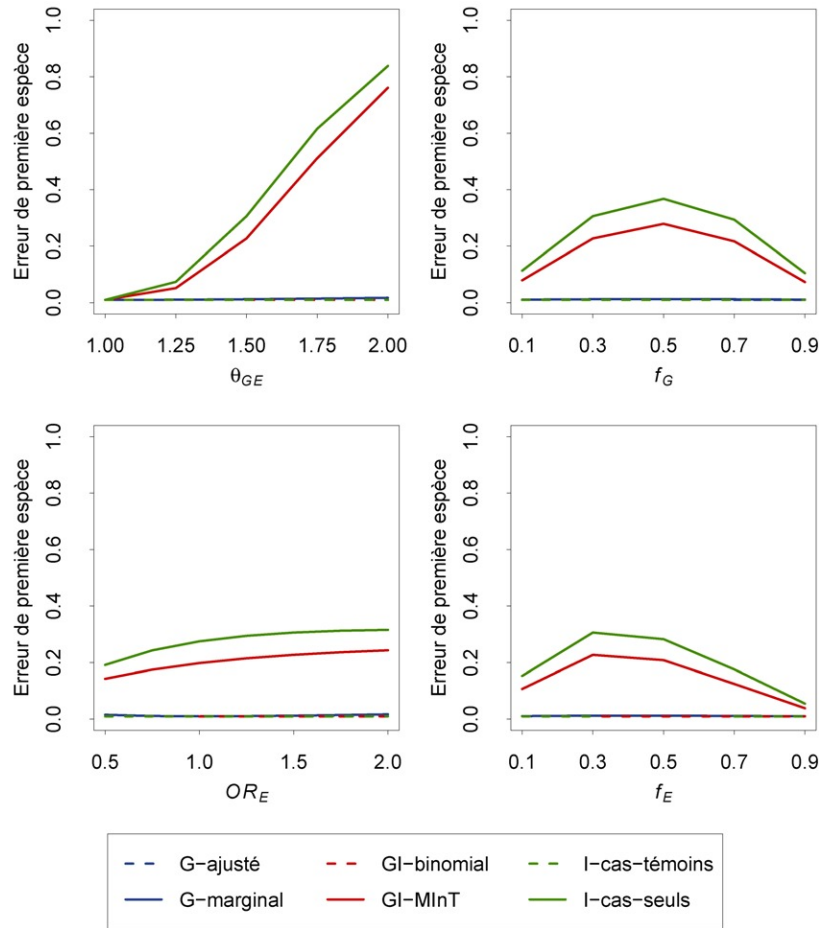 Erreur de première espèce
0.0 0.2 0.4 0.6 0.8 1.0
1.00 1.25 1.50 1.75 2.00
θGE
Erreur de première espèce
0.0 0.2 0.4 0.6 0.8 1.0
0.1 0.3 0.5 0.7 0.9
fG
Erreur de première espèce
0.0 0.2 0.4 0.6 0.8 1.0
0.5 1.0 1.5 2.0
ORE
Erreur de première espèce
0.0 0.2 0.4 0.6 0.8 1.0
0.1 0.3 0.5 0.7 0.9
fE
G−ajusté GI−binomial I−cas−témoins
G−marginal GI−MInT I−cas−seuls